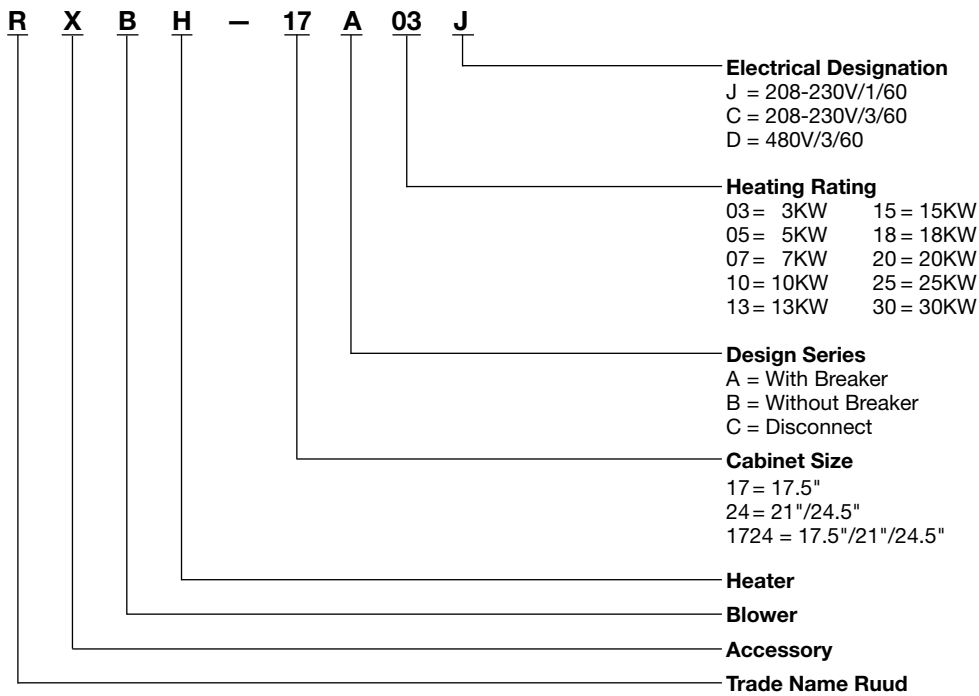 R X B H – 17 A 03 J
Electrical Designation
J = 208-230V/1/60
C = 208-230V/3/60
D = 480V/3/60
Heating Rating
03 = 3KW 15 = 15KW
05 = 5KW 18 = 18KW
07 = 7KW 20 = 20KW
10 = 10KW 25 = 25KW
13 = 13KW 30 = 30KW
Design Series
A = With Breaker
B = Without Breaker
C = Disconnect
Cabinet Size
17 = 17.5"
24 = 21"/24.5"
1724 = 17.5"/21"/24.5"
Heater
Blower
Accessory
Trade Name Ruud